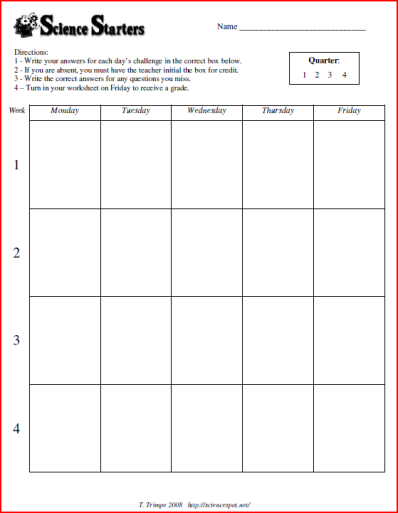 Science Starters
Name ______________________________
Directions:
1 - Write your answers for each day's challenge in the correct box below.
2 - If you are absent, you must have the teacher initial the box for credit.
3 - Write the correct answers for any questions you miss.
4 – Turn in your worksheet on Friday to receive a grade.
Quarter:
1 2 3 4
Week Monday Tuesday Wednesday Thursday Friday
1
2
3
4
T. Trimpe 2008 http://sciencespot.net/